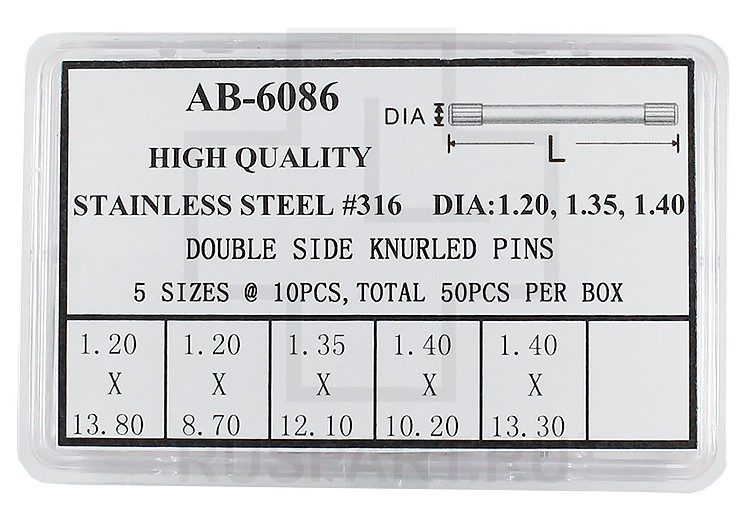 AB-6086
DIA
L
HIGH QUALITY
STAINLESS STEEL #316 DIA:1.20, 1.35, 1.40
DOUBLE SIDE KNURLED PINS
5 SIZES @ 10PCS, TOTAL 50PCS PER BOX
1.20 1.20 1.35 1.40 1.40
X X X X X
13.80 8.70 12.10 10.20 13.30
RUSPANT.RU